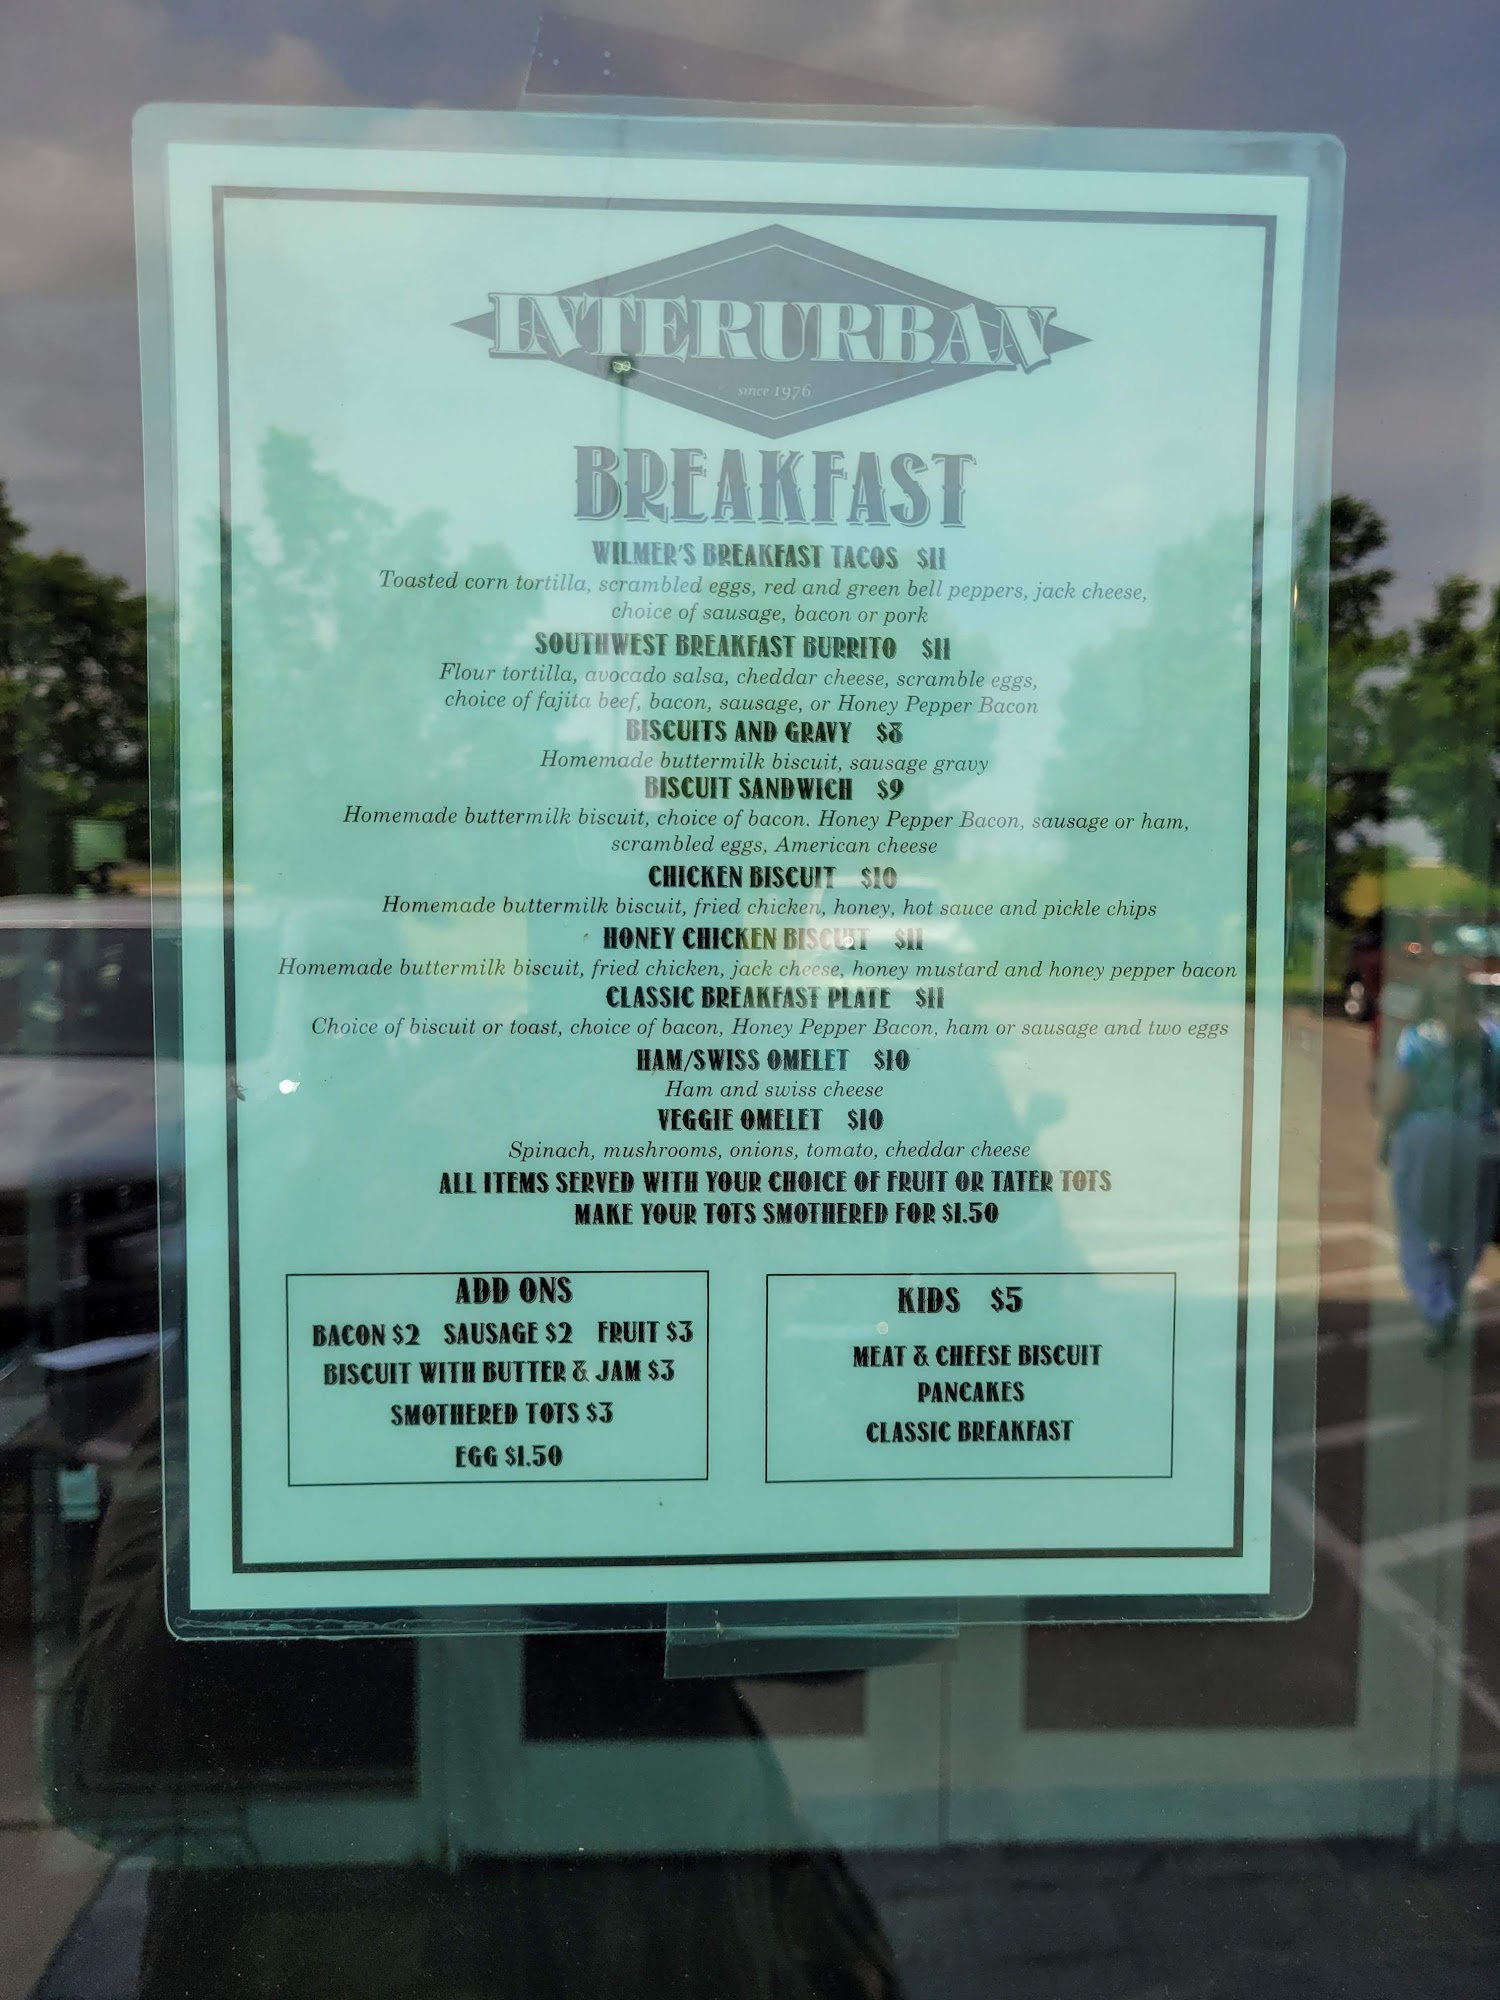 INTERURBAN
since 1976
BREAKFAST
WILMER'S BREAKFAST TACOS $11
Toasted corn tortilla, scrambled eggs, red and green bell peppers, jack cheese,
choice of sausage, bacon or pork
SOUTHWEST BREAKFAST BURRITO $11
Flour tortilla, avocado salsa, cheddar cheese, scramble eggs,
choice of fajita beef, bacon, sausage, or Honey Pepper Bacon
BISCUITS AND GRAVY $8
Homemade buttermilk biscuit, sausage gravy
BISCUIT SANDWICH $9
Homemade buttermilk biscuit, choice of bacon. Honey Pepper Bacon, sausage or ham,
scrambled eggs, American cheese
CHICKEN BISCUIT $10
Homemade buttermilk biscuit, fried chicken, honey, hot sauce and pickle chips
HONEY CHICKEN BISCUIT $11
Homemade buttermilk biscuit, fried chicken, jack cheese, honey mustard and honey pepper bacon
CLASSIC BREAKFAST PLATE $11
Choice of biscuit or toast, choice of bacon, Honey Pepper Bacon, ham or sausage and two eggs
HAM/SWISS OMELET $10
Ham and swiss cheese
VEGGIE OMELET $10
Spinach, mushrooms, onions, tomato, cheddar cheese
ALL ITEMS SERVED WITH YOUR CHOICE OF FRUIT OR TATER TOTS
MAKE YOUR TOTS SMOTHERED FOR $1.50
ADD ONS
BACON $2 SAUSAGE $2 FRUIT $3
BISCUIT WITH BUTTER & JAM $3
SMOTHERED TOTS $3
EGG $1.50
KIDS $5
MEAT & CHEESE BISCUIT
PANCAKES
CLASSIC BREAKFAST